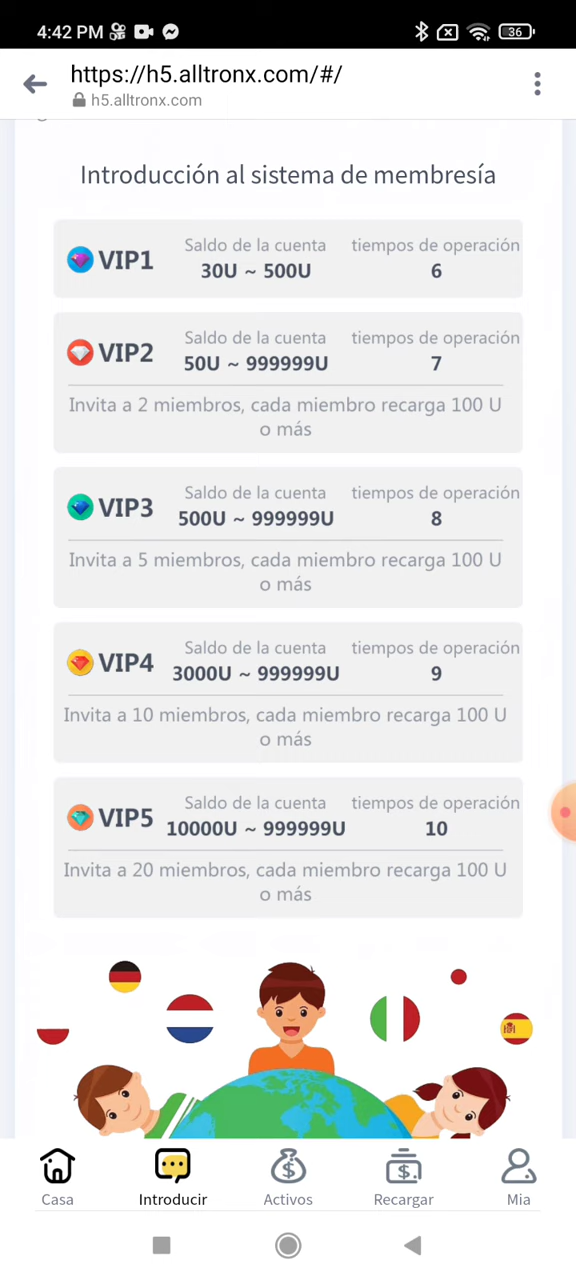 4:42 PM
36
https://h5.alltronx.com/#/
h5.alltronx.com
Introducción al sistema de membresía
VIP1
Saldo de la cuenta
30U ~ 500U
tiempos de operación
6
VIP2
Saldo de la cuenta
50U ~ 999999U
tiempos de operación
7
Invita a 2 miembros, cada miembro recarga 100 U
o más
VIP3
Saldo de la cuenta
500U ~ 999999U
tiempos de operación
8
Invita a 5 miembros, cada miembro recarga 100 U
o más
VIP4
Saldo de la cuenta
3000U ~ 999999U
tiempos de operación
9
Invita a 10 miembros, cada miembro recarga 100 U
o más
VIP5
Saldo de la cuenta
10000U ~ 999999U
tiempos de operación
10
Invita a 20 miembros, cada miembro recarga 100 U
o más
Casa
Introducir
Activos
Recargar
Mia